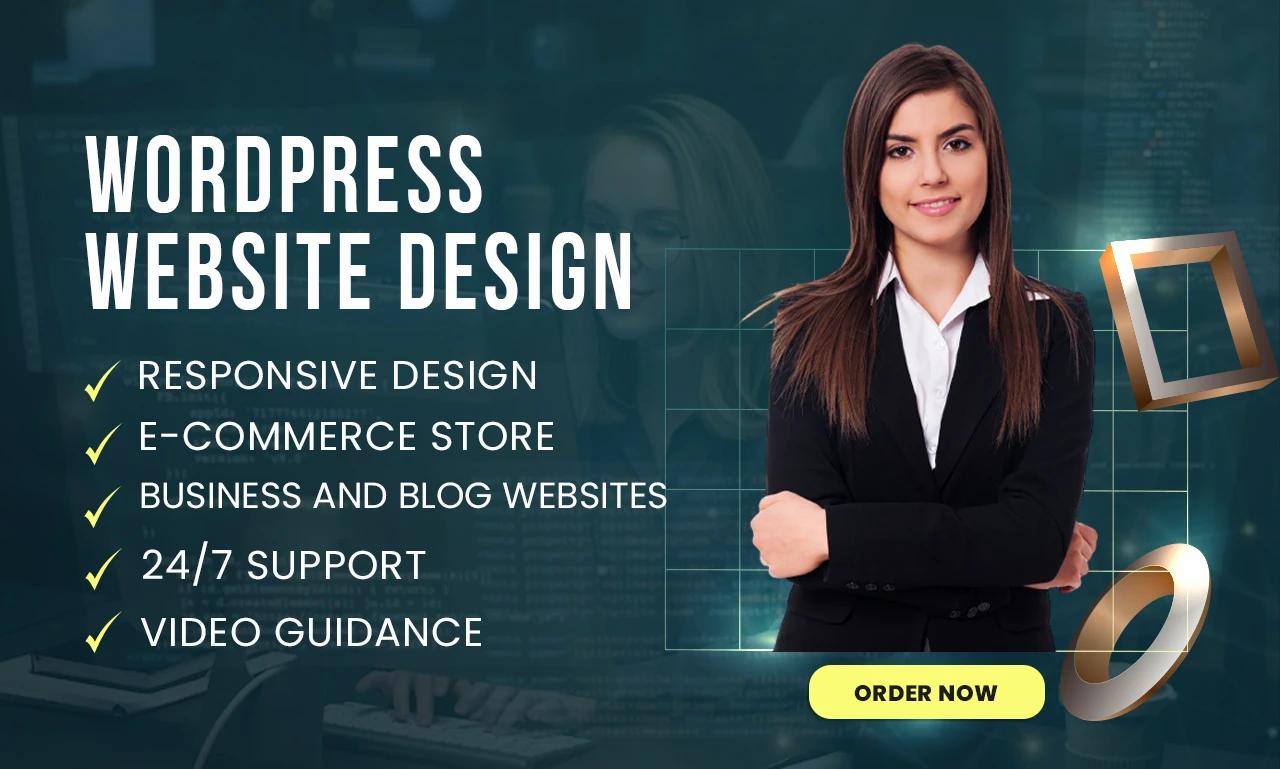 WORDPRESS
WEBSITE DESIGN
RESPONSIVE DESIGN
E-COMMERCE STORE
BUSINESS AND BLOG WEBSITES
24/7 SUPPORT
VIDEO GUIDANCE
ORDER NOW